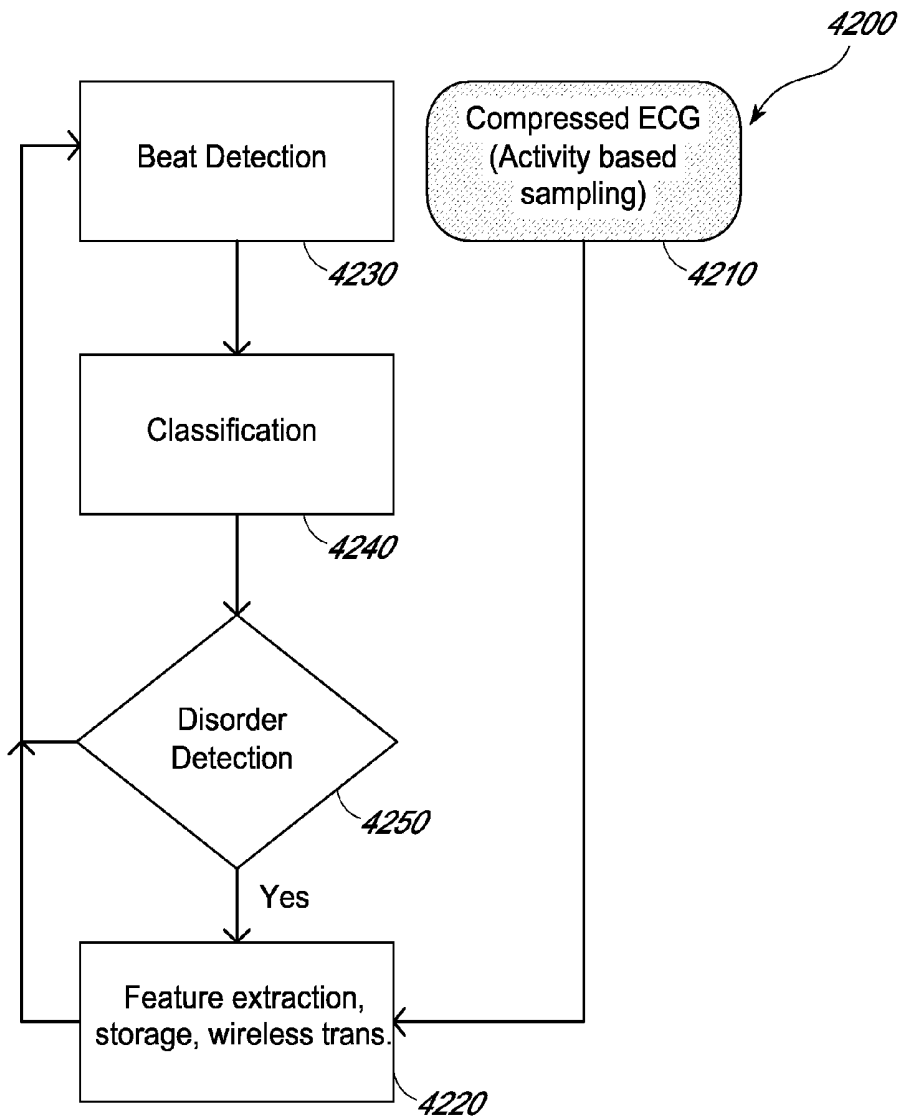 4200
Beat Detection
4230
Compressed ECG
(Activity based
sampling)
4210
Classification
4240
Disorder
Detection
4250
Yes
Feature extraction,
storage, wireless trans.
4220